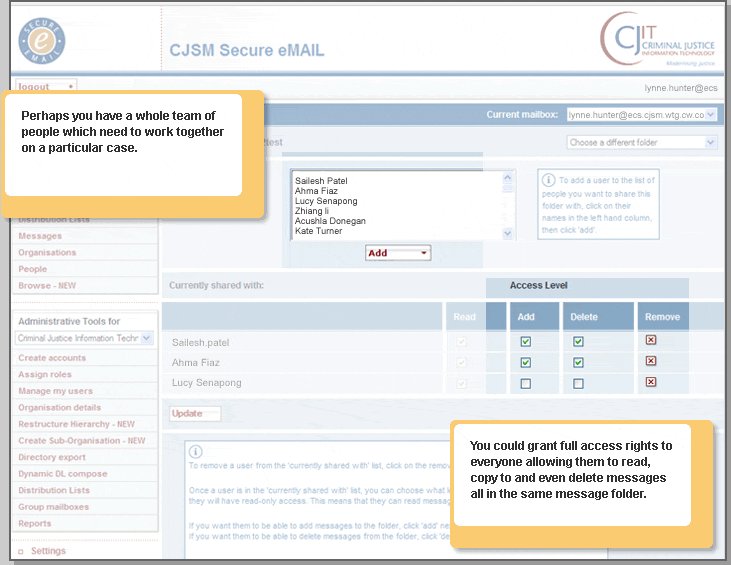 SECURE
e
EMAIL
CJSM Secure eMAIL
CJIT
CRIMINAL JUSTICE
INFORMATION TECHNOLOGY
Modernising justice
logout
lynne.hunter@ecs
Perhaps you have a whole team of
people which need to work together
on a particular case.
Current mailbox:
lynne.hunter@ecs.cjsm.wtg.cw.co
Choose a different folder
Sailesh Patel
Ahma Fiaz
Lucy Senapong
Zhiang li
Acushla Donegan
Kate Turner
Add
To add a user to the list of
people you want to share this
folder with, click on their
names in the left hand column,
then click 'add'.
Distribution Lists
Messages
Organisations
People
Browse - NEW
Administrative Tools for
Criminal Justice Information Techr
Create accounts
Assign roles
Manage my users
Organisation details
Restructure Hierarchy - NEW
Create Sub-Organisation - NEW
Directory export
Dynamic DL compose
Distribution Lists
Group mailboxes
Reports
Settings
Currently shared with:
Access Level
Read
Add
Delete
Remove
Sailesh.patel
Ahma Fiaz
Lucy Senapong
Update
To remove a user from the 'currently shared with' list, click on the remov
Once a user is in the 'currently shared with' list, you can choose what
they will have read-only access. This means that they can read messag
If you want them to be able to add messages to the folder, click 'add' ne
If you want them to be able to delete messages from the folder, click 'de
You could grant full access rights to
everyone allowing them to read,
copy to and even delete messages
all in the same message folder.